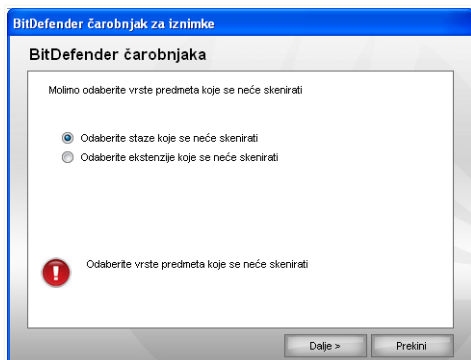 BitDefender čarobnjak za iznimke
BitDefender čarobnjaka
Molimo odaberite vrste predmeta koje se neće skenirati
Odaberite staze koje se neće skenirati
Odaberite ekstenzije koje se neće skenirati
Odaberite vrste predmeta koje se neće skenirati
Dalje >
Prekini